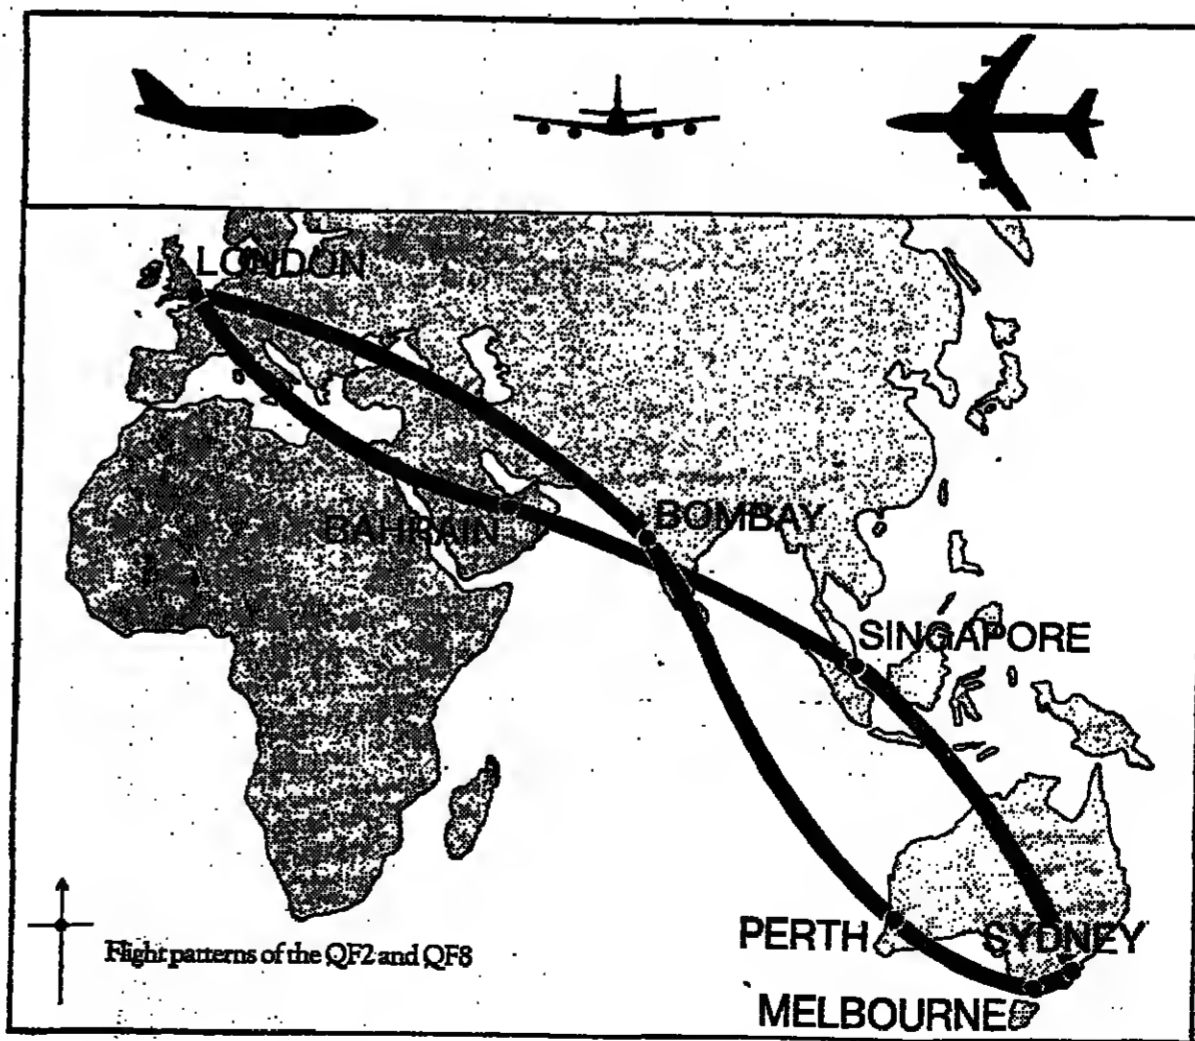 LONDON
BOMBAY
BAHRAIN
SINGAPORE
PERTH
SYDNEY
Flight patterns of the QF2 and QF8
MELBOURNE